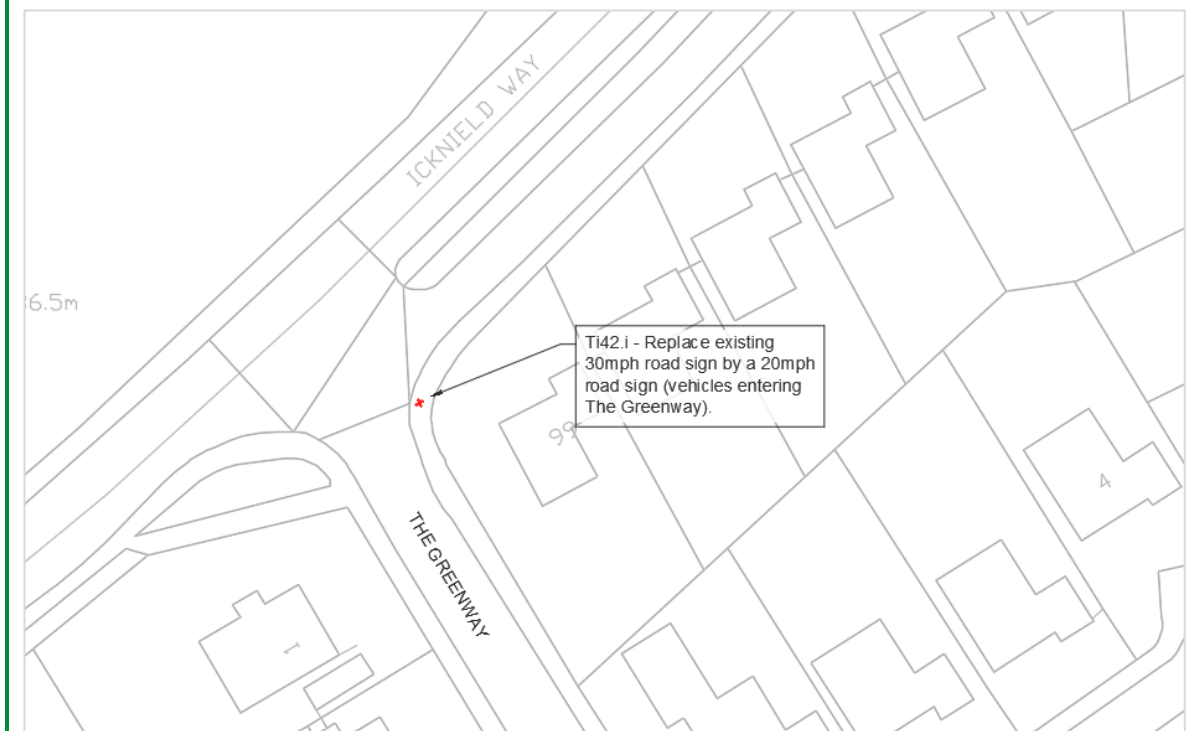 ICKNIELD WAY
36.5m
Ti42.i - Replace existing
30mph road sign by a 20mph
road sign (vehicles entering
The Greenway).
99
4
THE GREENWAY
1